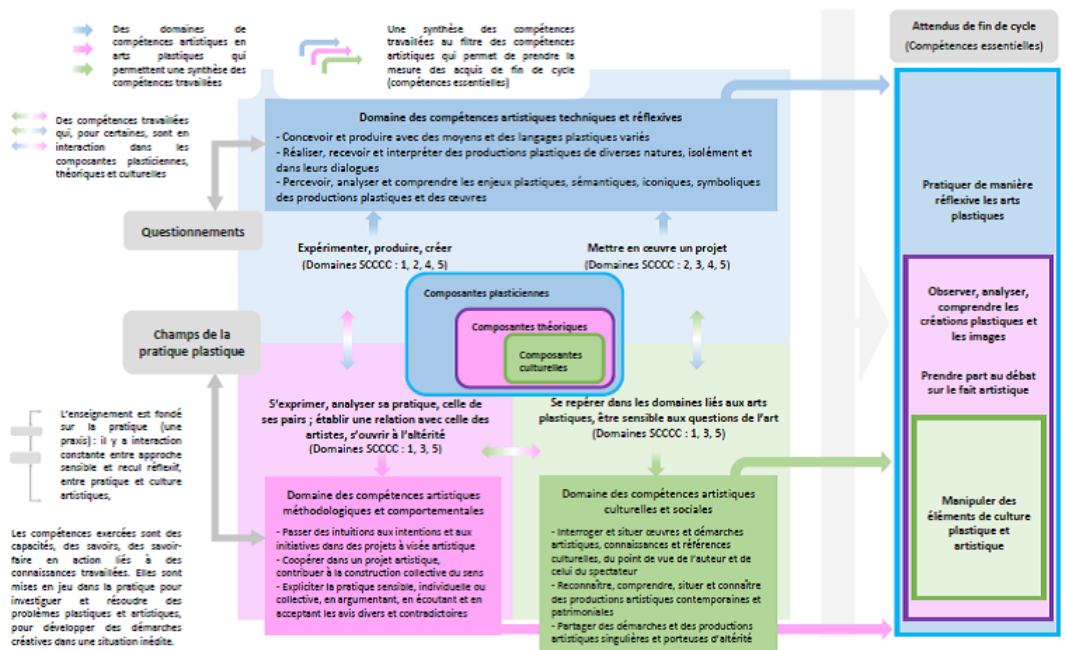 Des domaines de
compétences artistiques en
arts plastiques qui
permettent une synthèse des
compétences travaillées
Une synthèse des compétences
travaillées au filtre des compétences
artistiques qui permet de prendre la
mesure des acquis de fin de cycle
(compétences essentielles)
Attendus de fin de cycle
(Compétences essentielles)
Des compétences travaillées
qui, pour certaines, sont en
interaction dans les
composantes plasticiennes,
théoriques et culturelles
Domaine des compétences artistiques techniques et réflexives
- Concevoir et produire avec des moyens et des langages plastiques variés
- Réaliser, recevoir et interpréter des productions plastiques de diverses natures, isolément et
dans leurs dialogues
- Percevoir, analyser et comprendre les enjeux plastiques, sémantiques, iconiques, symboliques
des productions plastiques et des œuvres
Questionnements
Expérimenter, produire, créer
(Domaines SCCCC : 1, 2, 4, 5)
Mettre en œuvre un projet
(Domaines SCCCC : 2, 3, 4, 5)
Composantes plasticiennes
Composantes théoriques
Composantes
culturelles
Champs de la
pratique plastique
S'exprimer, analyser sa pratique, celle de
ses pairs ; établir une relation avec celle des
artistes, s'ouvrir à l'altérité
(Domaines SCCCC : 1, 3, 5)
Se repérer dans les domaines liés aux arts
plastiques, être sensible aux questions de l'art
(Domaines SCCCC : 1, 3, 5)
L'enseignement est fondé
sur la pratique (une
praxis) : il y a interaction
constante entre approche
sensible et recul réflexif,
entre pratique et culture
artistiques,
Les compétences exercées sont des
capacités, des savoirs, des savoir-
faire en action liés à des
connaissances travaillées. Elles sont
mises en jeu dans la pratique pour
investiguer et résoudre des
problèmes plastiques et artistiques,
pour développer des démarches
créatives dans une situation inédite.
Domaine des compétences artistiques
méthodologiques et comportementales
- Passer des intuitions aux intentions et aux
initiatives dans des projets à visée artistique
- Coopérer dans un projet artistique,
contribuer à la construction collective du sens
- Expliciter la pratique sensible, individuelle ou
collective, en argumentant, en écoutant et en
acceptant les avis divers et contradictoires
Domaine des compétences artistiques
culturelles et sociales
- Interroger et situer œuvres et démarches
artistiques, connaissances et références
culturelles, du point de vue de l'auteur et de
celui du spectateur
- Reconnaître, comprendre, situer et connaître
des productions artistiques contemporaines et
patrimoniales
- Partager des démarches et des productions
artistiques singulières et porteuses d'altérité
Pratiquer de manière
réflexive les arts
plastiques
Observer, analyser,
comprendre les
créations plastiques et
les images
Prendre part au débat
sur le fait artistique
Manipuler des
éléments de culture
plastique et
artistique